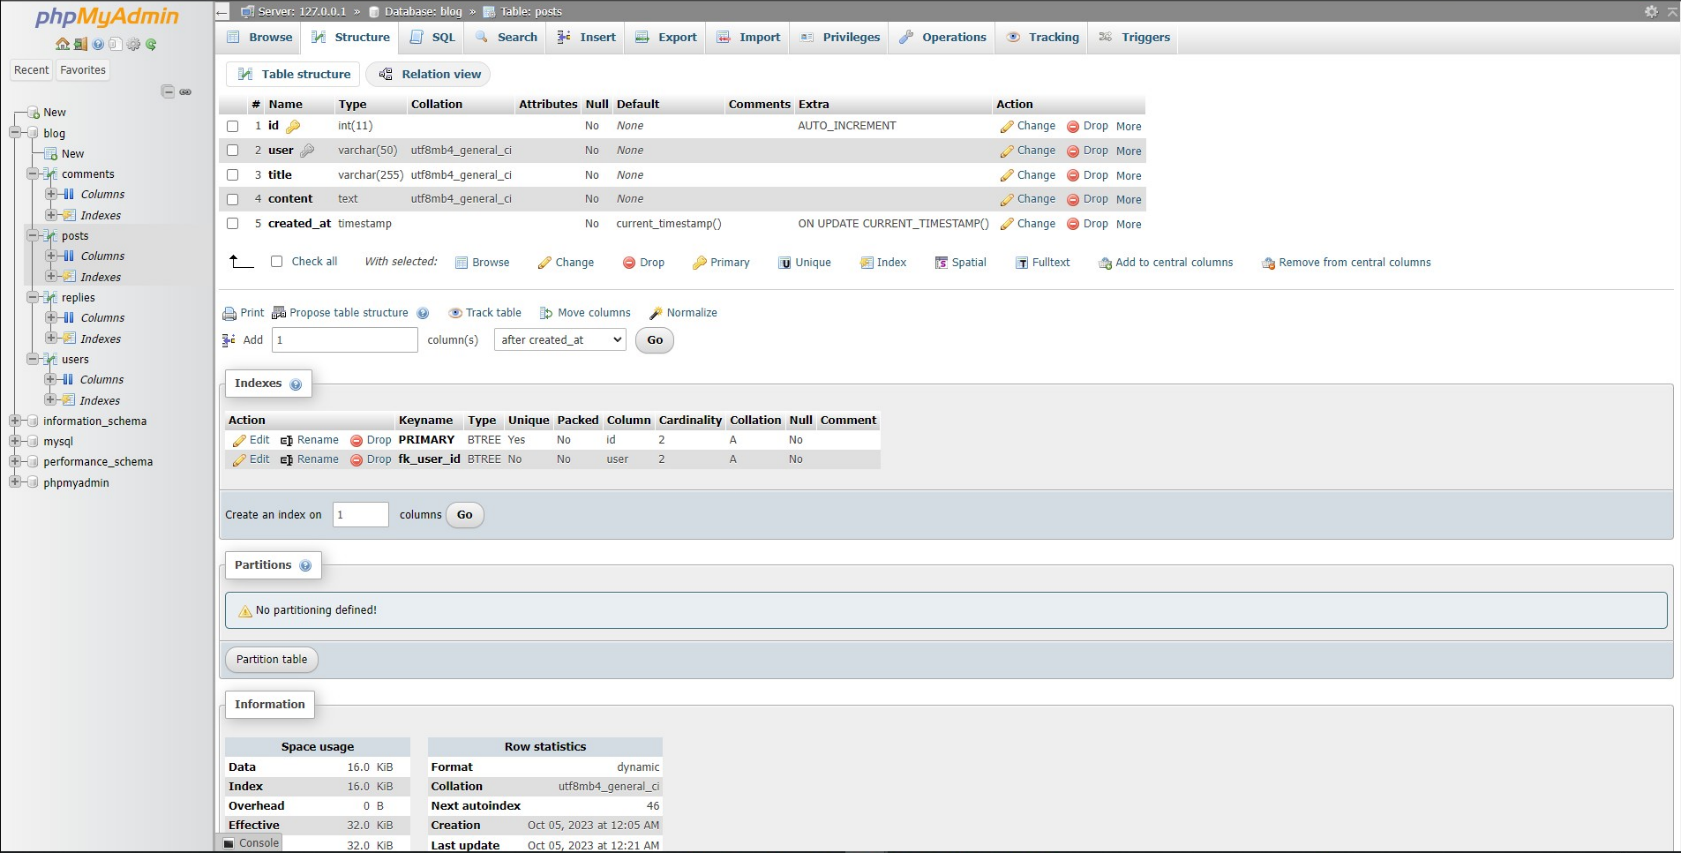 phpMyAdmin
Recent Favorites
New
blog
New
comments
Columns
Indexes
posts
Columns
Indexes
replies
Columns
Indexes
users
Columns
Indexes
information_schema
mysql
performance_schema
phpmyadmin
Server: 127.0.0.1 » Database: blog » Table: posts
Browse Structure SQL Search Insert Export Import Privileges Operations Tracking Triggers
Table structure Relation view
# Name Type Collation Attributes Null Default Comments Extra Action
1 id int(11) No None AUTO_INCREMENT Change Drop More
2 user varchar(50) utf8mb4_general_ci No None Change Drop More
3 title varchar(255) utf8mb4_general_ci No None Change Drop More
4 content text utf8mb4_general_ci No None Change Drop More
5 created_at timestamp No current_timestamp() ON UPDATE CURRENT_TIMESTAMP() Change Drop More
Check all With selected: Browse Change Drop Primary Unique Index Spatial Fulltext Add to central columns Remove from central columns
Print Propose table structure Track table Move columns Normalize
Add 1 column(s) after created_at Go
Indexes
Action Keyname Type Unique Packed Column Cardinality Collation Null Comment
Edit Rename Drop PRIMARY BTREE Yes No id 2 A No
Edit Rename Drop fk_user_id BTREE No No user 2 A No
Create an index on 1 columns Go
Partitions
No partitioning defined!
Partition table
Information
Space usage
Data 16.0 KiB
Index 16.0 KiB
Overhead 0 B
Effective 32.0 KiB
32.0 KiB
Row statistics
Format dynamic
Collation utf8mb4_general_ci
Next autoindex 46
Creation Oct 05, 2023 at 12:05 AM
Last update Oct 05, 2023 at 12:21 AM
Console